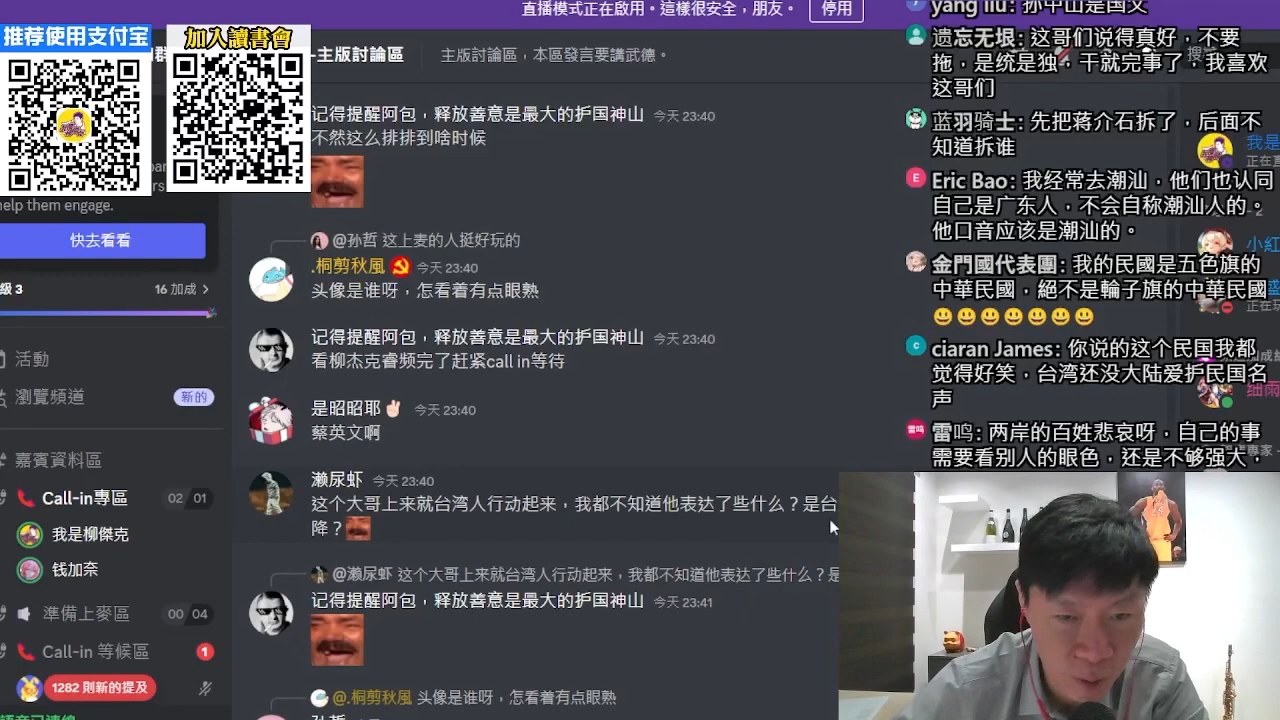 直播模式正在啟用。這樣很安全，朋友。
停用
推荐使用支付宝
加入讀書會
-主版討論區
主版討論區，本區發言要講武德。
help them engage.
快去看看
級 3
16 加成
活動
瀏覽頻道
新的
嘉賓資料區
Call-in專區
02 01
我是柳傑克
钱加奈
準備上麥區
00 04
Call-in 等候區
1
1282 則新的提及
记得提醒阿包，释放善意是最大的护国神山 今天 23:40
不然这么排排到啥时候
@孙哲 这上麦的人挺好玩的
.桐剪秋風 今天 23:40
头像是谁呀，怎看着有点眼熟
记得提醒阿包，释放善意是最大的护国神山 今天 23:40
看柳杰克睿频完了赶紧call in等待
是昭昭耶✌🏻 今天 23:40
蔡英文啊
濑尿虾 今天 23:40
这个大哥上来就台湾人行动起来，我都不知道他表达了些什么？是台
降？
@濑尿虾 这个大哥上来就台湾人行动起来，我都不知道他表达了些什么？是
记得提醒阿包，释放善意是最大的护国神山 今天 23:41
@.桐剪秋風 头像是谁呀，怎看着有点眼熟
yang liu: 孙中山是国父
遗忘无垠: 这哥们说得真好，不要
拖，是统是独，干就完事了，我喜欢
这哥们
蓝羽骑士: 先把蒋介石拆了，后面不
知道拆谁
Eric Bao: 我经常去潮汕，他们也认同
自己是广东人，不会自称潮汕人的。
他口音应该是潮汕的。
金門國代表團: 我的民國是五色旗的
中華民國，絕不是輪子旗的中華民國
😃😃😃😃😃😃😃
ciaran James: 你说的这个民国我都
觉得好笑，台湾还没大陆爱护民国名
声
雷鸣: 两岸的百姓悲哀呀，自己的事
需要看别人的眼色，还是不够强大，
我是
小紅
细雨